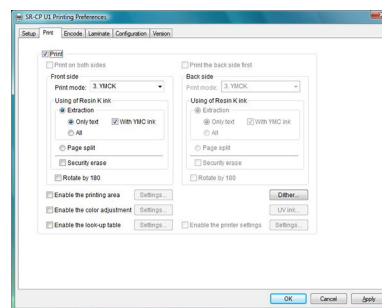 SR-CP U1 Printing Preferences
Setup Print Encode Laminate Configuration Version
Print
Print on both sides
Print the back side first
Front side
Print mode: 3. YMCK
Using of Resin K ink
Extraction
Only text With YMC ink
All
Page split
Security erase
Rotate by 180
Back side
Print mode: 3. YMCK
Using of Resin K ink
Extraction
Only text With YMC ink
All
Page split
Security erase
Rotate by 180
Enable the printing area Settings...
Dither...
Enable the color adjustment Settings...
UV ink...
Enable the look-up table Settings...
Enable the printer settings Settings...
OK Cancel Apply